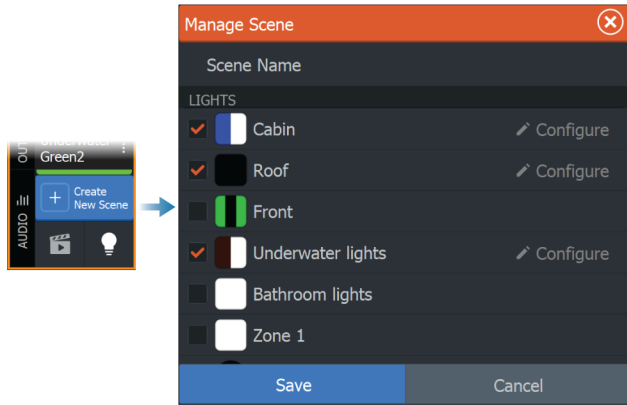 OUT
Underwater
Green2
Create
New Scene
AUDIO
Manage Scene
Scene Name
LIGHTS
Cabin
Configure
Roof
Configure
Front
Underwater lights
Configure
Bathroom lights
Zone 1
Save
Cancel